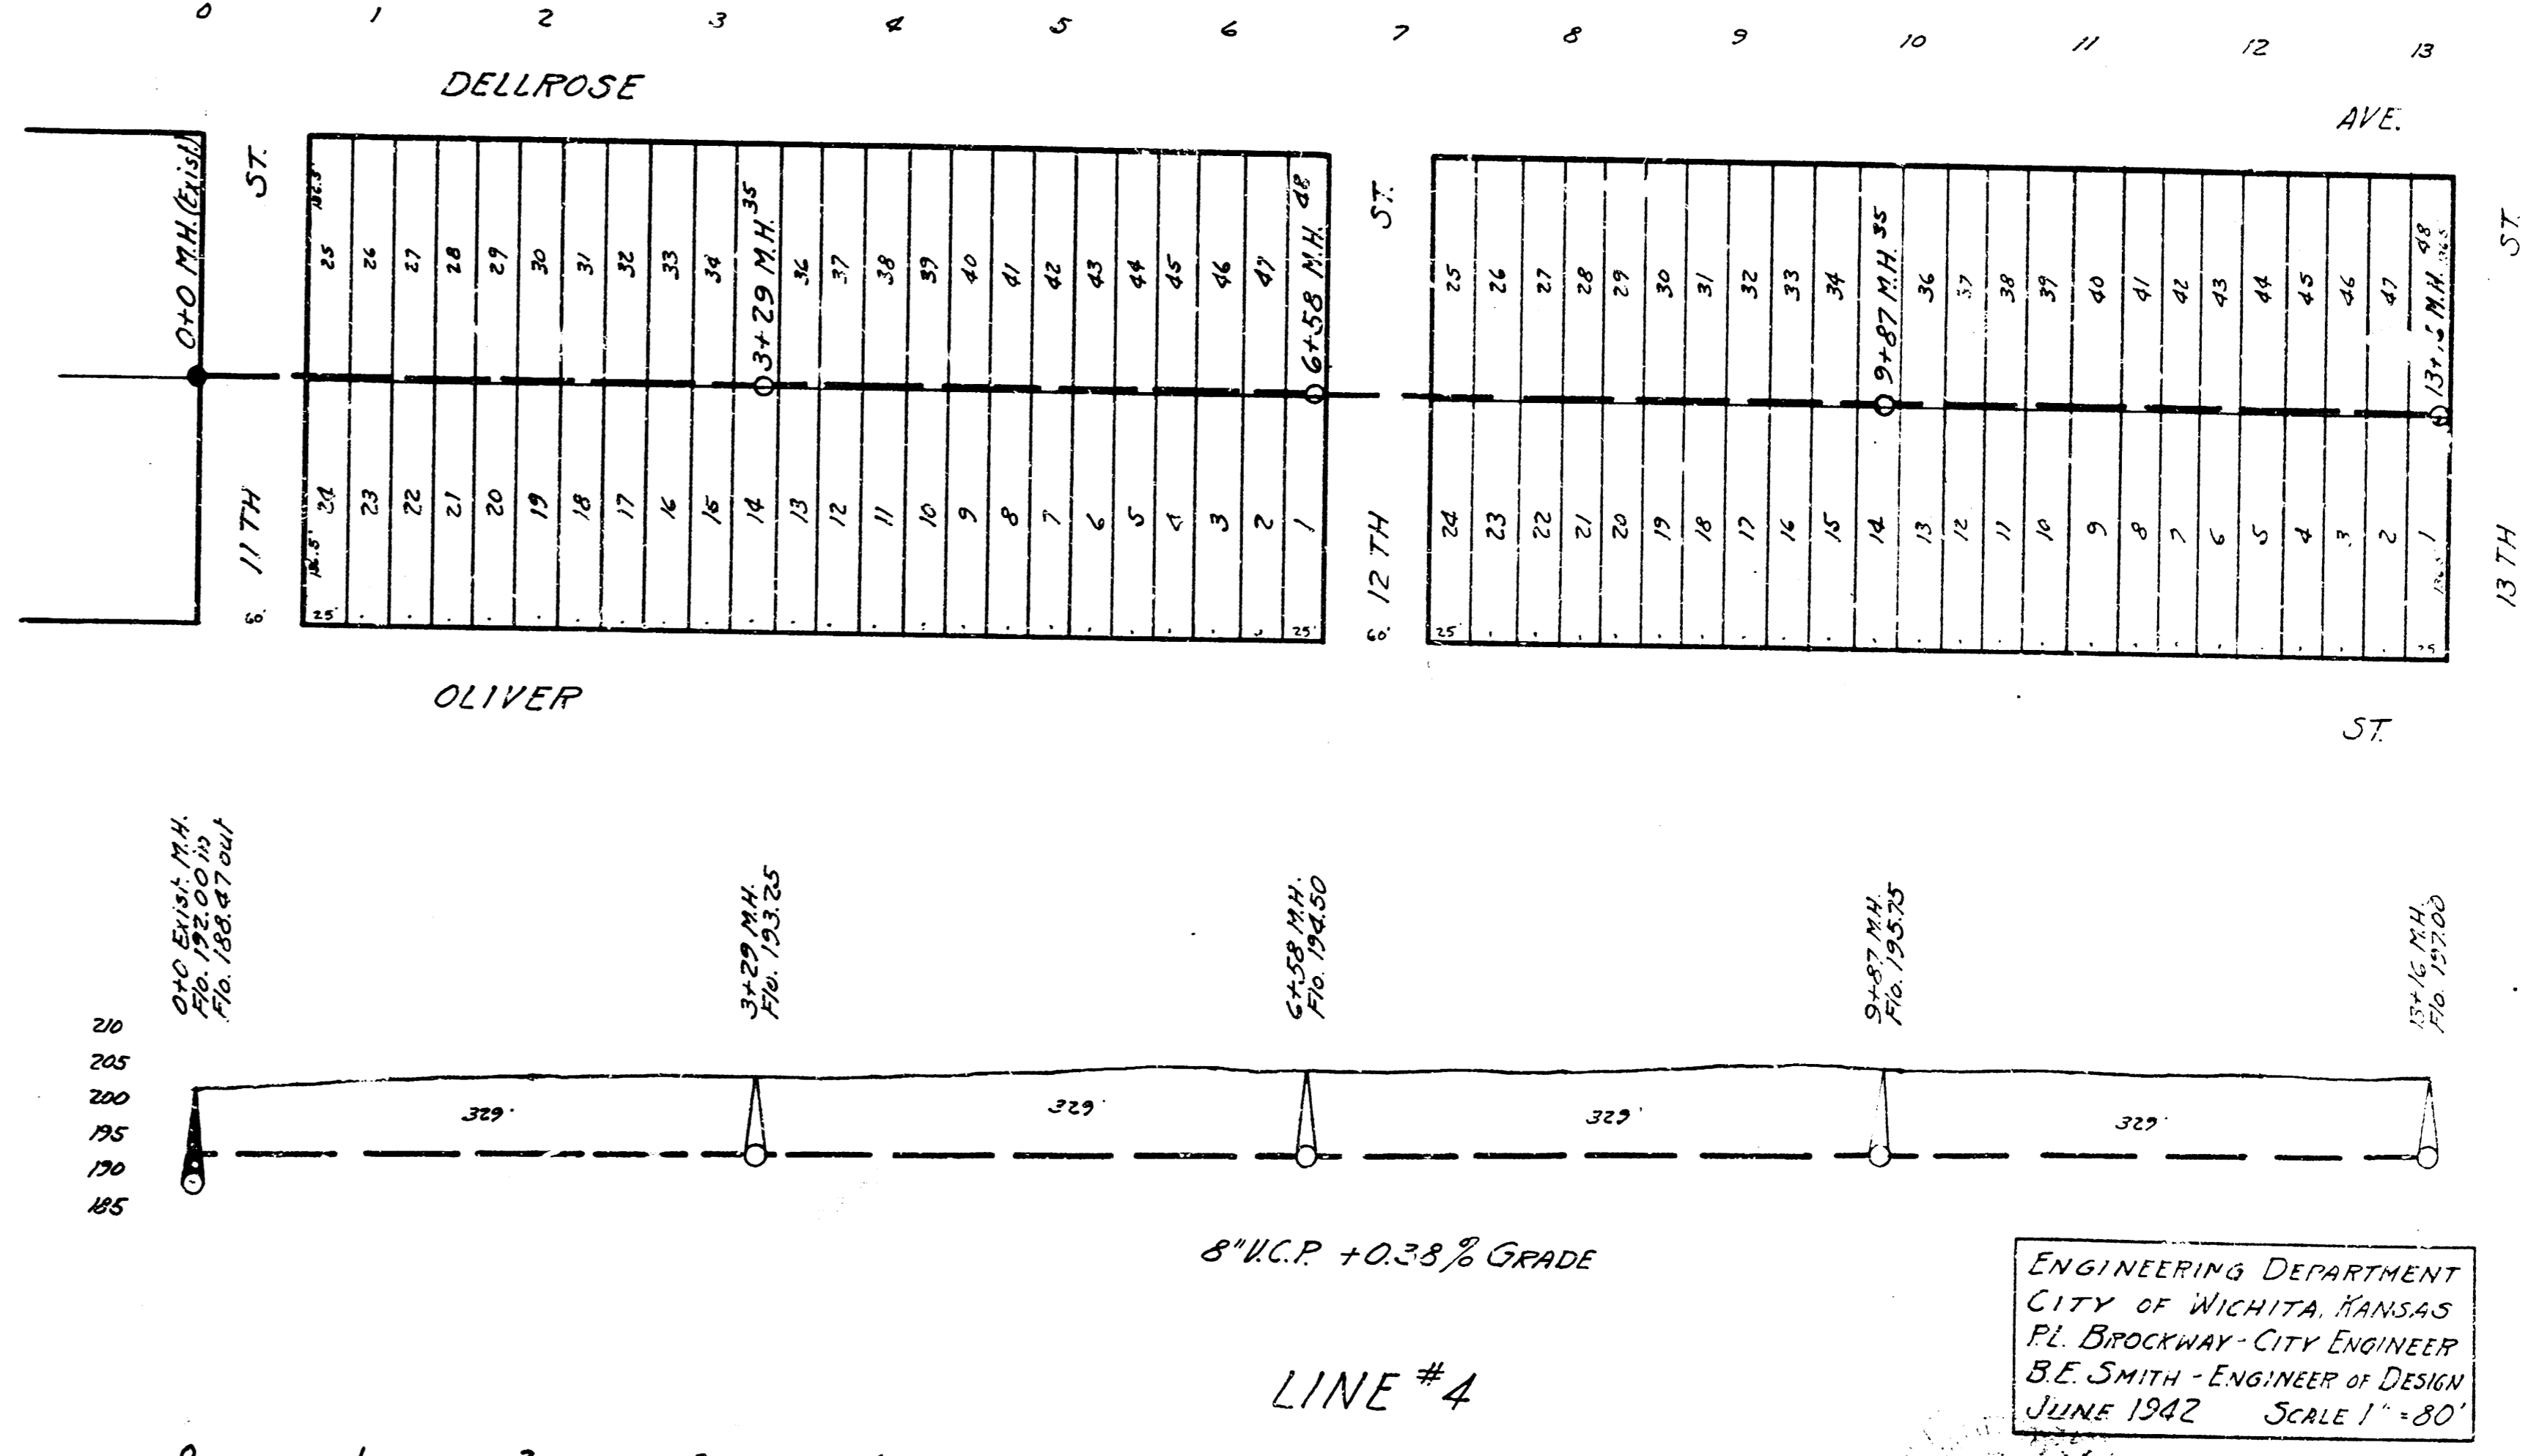 0 1 2 3 4 5 6 7 8 9 10 11 12 13
DELLROSE AVE.
0+0 M.H. (Exist.)
ST.
136.5'
25 26 27 28 29 30 31 32 33 34 35 36 37 38 39 40 41 42 43 44 45 46 47 48
3+29 M.H.
6+58 M.H.
ST.
25 26 27 28 29 30 31 32 33 34 35 36 37 38 39 40 41 42 43 44 45 46 47 48
9+87 M.H.
M.H.
136.5
ST.
11TH
60'
136.5'
24 23 22 21 20 19 18 17 16 15 14 13 12 11 10 9 8 7 6 5 4 3 2 1
25' 25'
12TH
60'
24 23 22 21 20 19 18 17 16 15 14 13 12 11 10 9 8 7 6 5 4 3 2 1
136.5
25' 25
13TH
OLIVER ST.
0+0 Exist. M.H.
Flo. 192.00 in
Flo. 188.47 out
3+29 M.H.
Flo. 193.25
6+58 M.H.
Flo. 194.50
9+87 M.H.
Flo. 195.75
13+16 M.H.
Flo. 197.00
210
205
200
195
190
185
329' 329' 329' 329'
8" V.C.P. +0.38% GRADE
LINE #4
ENGINEERING DEPARTMENT
CITY OF WICHITA, KANSAS
P.L. BROCKWAY - CITY ENGINEER
B.E. SMITH - ENGINEER OF DESIGN
JUNE 1942 SCALE 1" = 80'